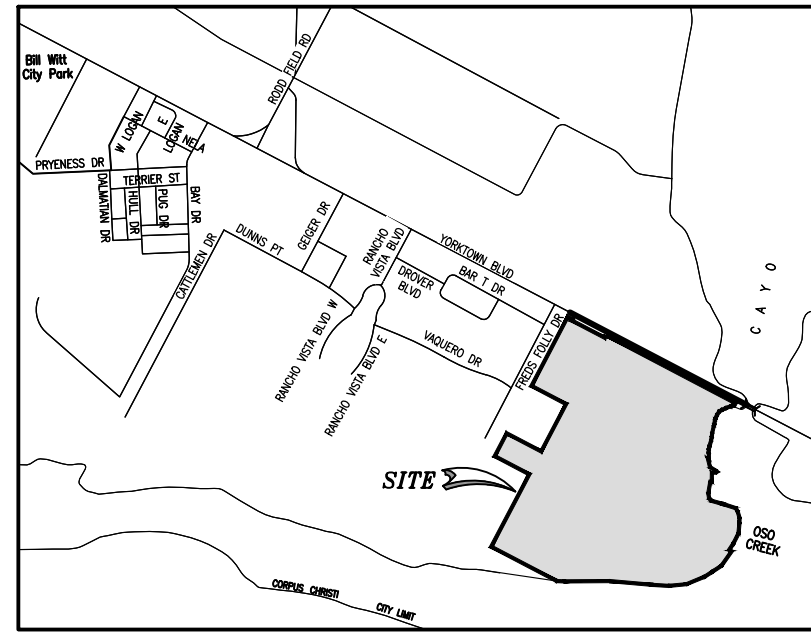 Bill Witt
City Park
RODD FIELD RD
W LOGAN
E
LOGAN
NELA
PRYENESS DR
TERRIER ST
DALMATIAN DR
HULL DR
PUG DR
BAY DR
CATTLEMEN DR
DUNNS PT
GEIGER DR
RANCHO
VISTA BLVD
YORKTOWN BLVD
DROVER
BLVD
BAR T DR
CAYO
RANCHO VISTA BLVD W
RANCHO VISTA BLVD E
VAQUERO DR
FREDS FOLLY DR
SITE
OSO
CREEK
CORPUS CHRISTI
CITY LIMIT